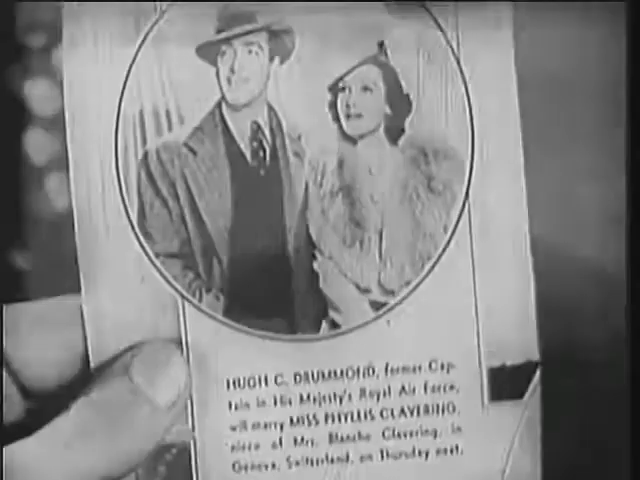 HUGH C. DRUMMOND, former Cap-
tain in His Majesty's Royal Air Force,
will marry MISS PHYLLIS CLAVERING,
niece of Mrs. Blanche Clavering, in
Geneva, Switzerland, on Thursday next.